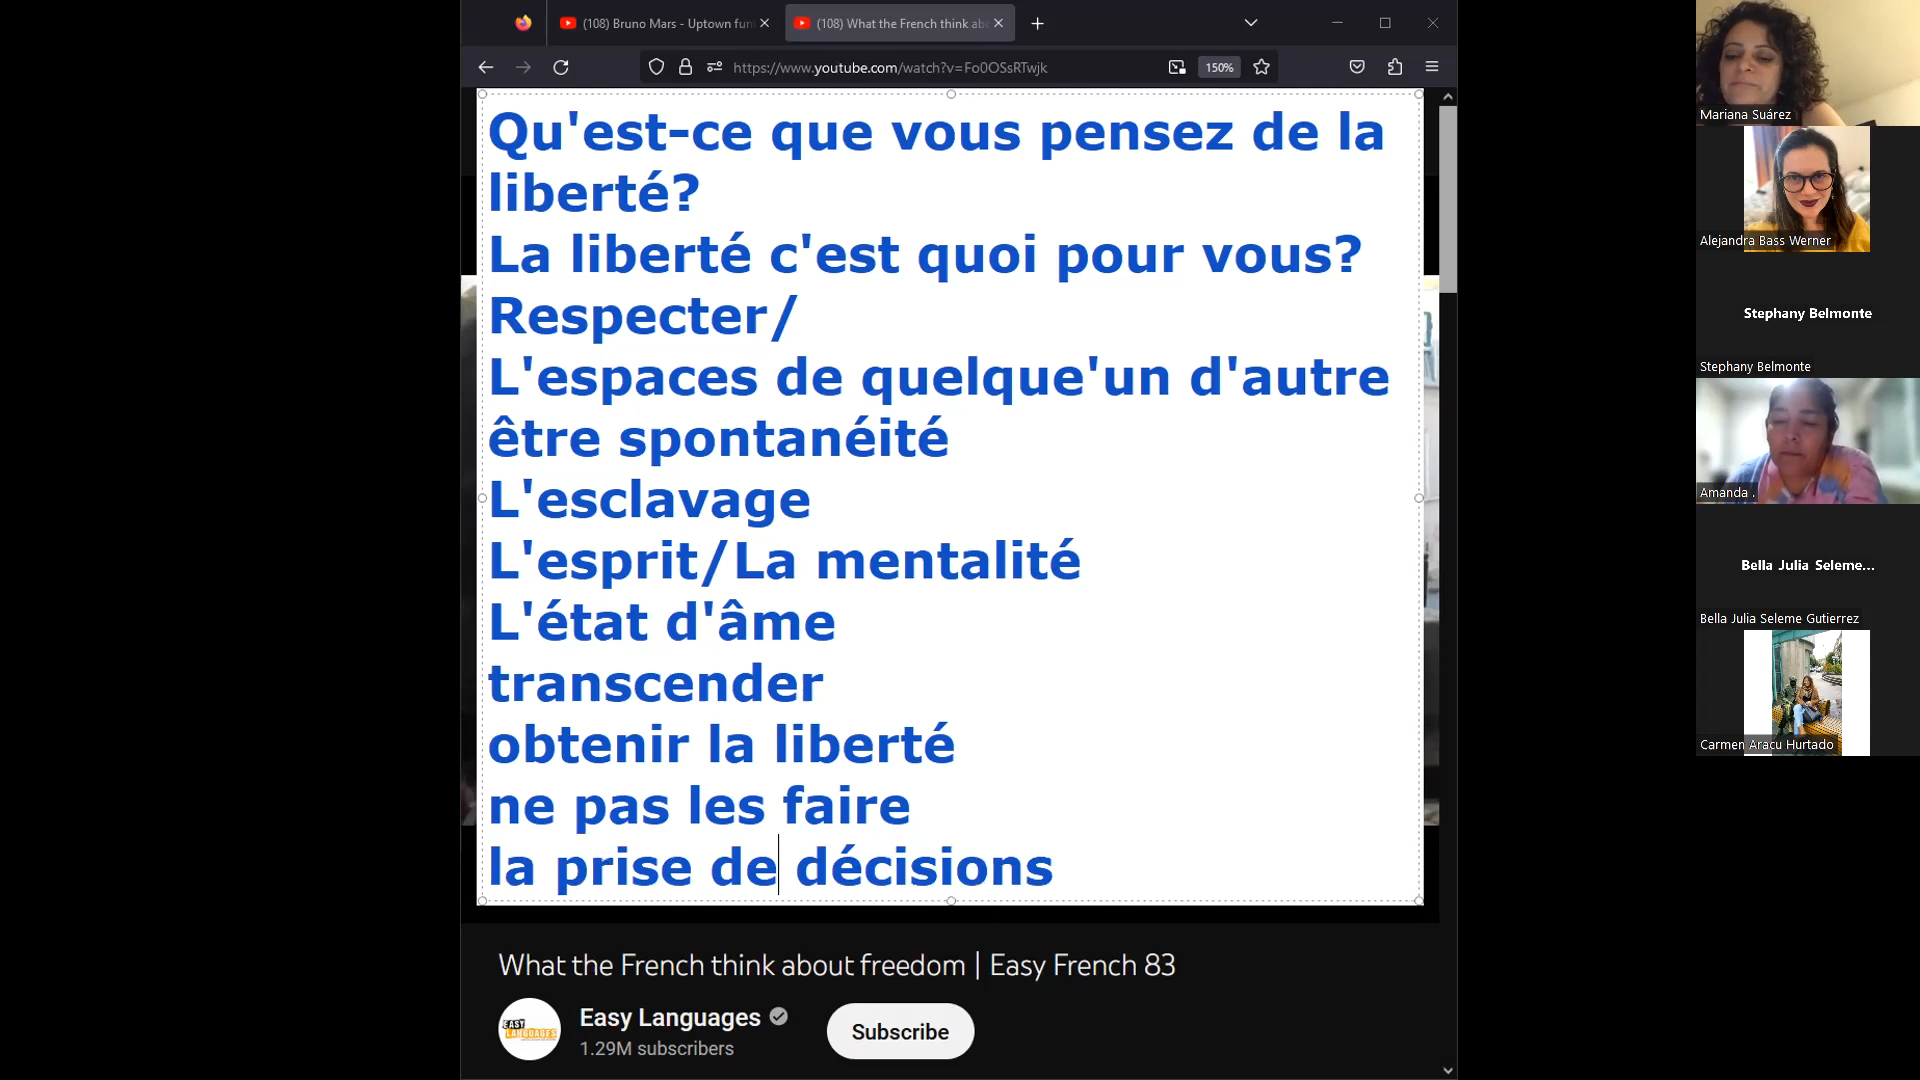 (108) Bruno Mars - Uptown fun
(108) What the French think abo
https://www.youtube.com/watch?v=Fo0OSsRTwjk
150%
Qu'est-ce que vous pensez de la
liberté?
La liberté c'est quoi pour vous?
Respecter/
L'espaces de quelque'un d'autre
être spontanéité
L'esclavage
L'esprit/La mentalité
L'état d'âme
transcender
obtenir la liberté
ne pas les faire
la prise de décisions
What the French think about freedom | Easy French 83
EASY
LANGUAGES
Easy Languages
1.29M subscribers
Subscribe
Mariana Suárez
Alejandra Bass Werner
Stephany Belmonte
Stephany Belmonte
Amanda .
Bella Julia Seleme...
Bella Julia Seleme Gutierrez
Carmen Aracu Hurtado